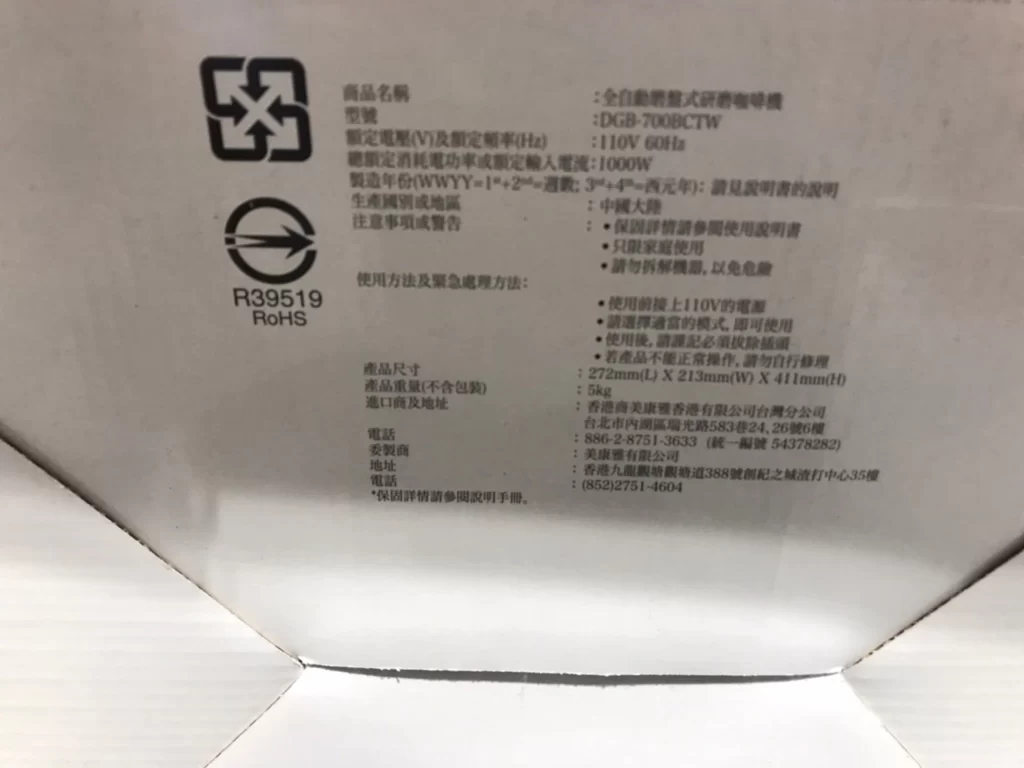 商品名稱 :全自動磨盤式研磨咖啡機
型號 :DGB-700BCTW
額定電壓(V)及額定頻率(Hz) :110V 60Hz
總額定消耗電功率或額定輸入電流:1000W
製造年份(WWYY=1st+2nd=週數; 3rd+4th=西元年): 請見說明書的說明
生產國別或地區 : 中國大陸
注意事項或警告 : •保固詳情請參閱使用說明書
•只限家庭使用
•請勿拆解機器, 以免危險
使用方法及緊急處理方法:
•使用前接上110V的電源
•請選擇適當的模式, 即可使用
•使用後, 請謹記必須拔除插頭
•若產品不能正常操作, 請勿自行修理
產品尺寸 : 272mm(L) X 213mm(W) X 411mm(H)
產品重量(不含包裝) : 5kg
進口商及地址 : 香港商美康雅香港有限公司台灣分公司
台北市內湖區瑞光路583巷24、26號6樓
電話 : 886-2-8751-3633 (統一編號 54378282)
委製商 : 美康雅有限公司
地址 : 香港九龍觀塘觀塘道388號創紀之城渣打中心35樓
電話 : (852)2751-4604
*保固詳情請參閱說明手冊。
R39519
RoHS